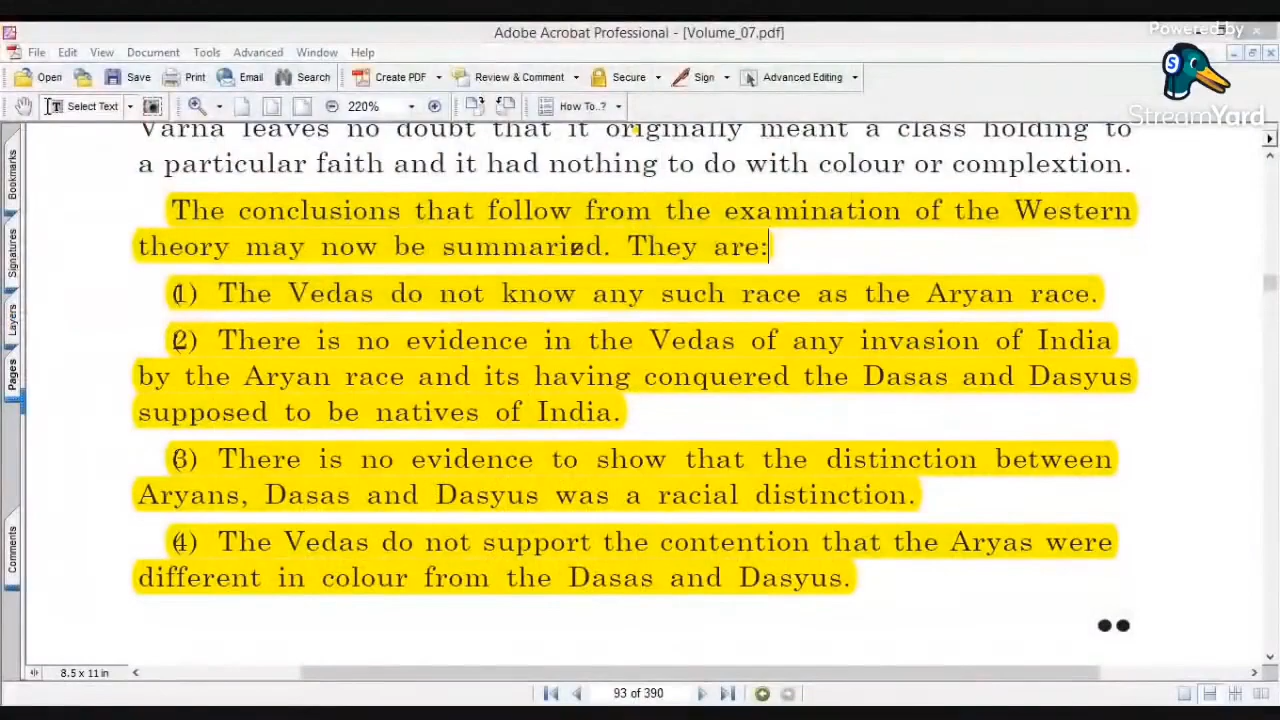 Adobe Acrobat Professional - [Volume_07.pdf]
Powered by
File Edit View Document Tools Advanced Window Help
Open Save Print Email Search Create PDF Review & Comment Secure Sign Advanced Editing
StreamYard
Select Text 220% How To..?
Varna leaves no doubt that it originally meant a class holding to
a particular faith and it had nothing to do with colour or complextion.
The conclusions that follow from the examination of the Western
theory may now be summarized. They are:
(1) The Vedas do not know any such race as the Aryan race.
(2) There is no evidence in the Vedas of any invasion of India
by the Aryan race and its having conquered the Dasas and Dasyus
supposed to be natives of India.
(3) There is no evidence to show that the distinction between
Aryans, Dasas and Dasyus was a racial distinction.
(4) The Vedas do not support the contention that the Aryas were
different in colour from the Dasas and Dasyus.
Bookmarks
Signatures
Layers
Pages
Comments
8.5 x 11 in
93 of 390